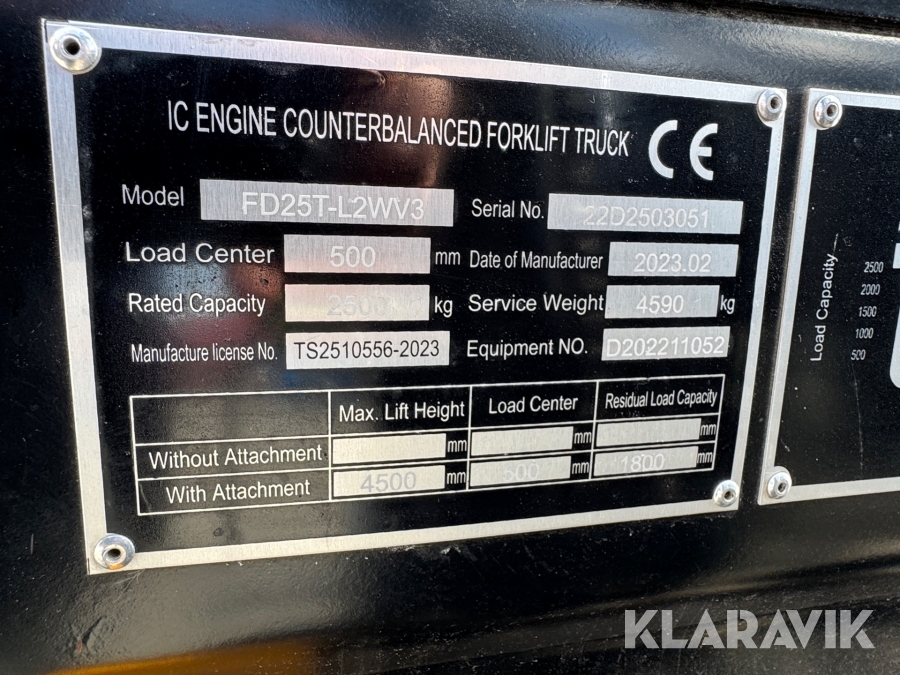 IC ENGINE COUNTERBALANCED FORKLIFT TRUCK CE
Model FD25T-L2WV3 Serial No. 22D2503051
Load Center 500 mm Date of Manufacturer 2023.02
Rated Capacity 2500 kg Service Weight 4590 kg
Manufacture license No. TS2510556-2023 Equipment NO. D202211052
Max. Lift Height Load Center Residual Load Capacity
Without Attachment mm mm mm
With Attachment 4500 mm 500 mm 1800 mm
Load Capacity
2500
2000
1500
1000
500
KLARAVIK